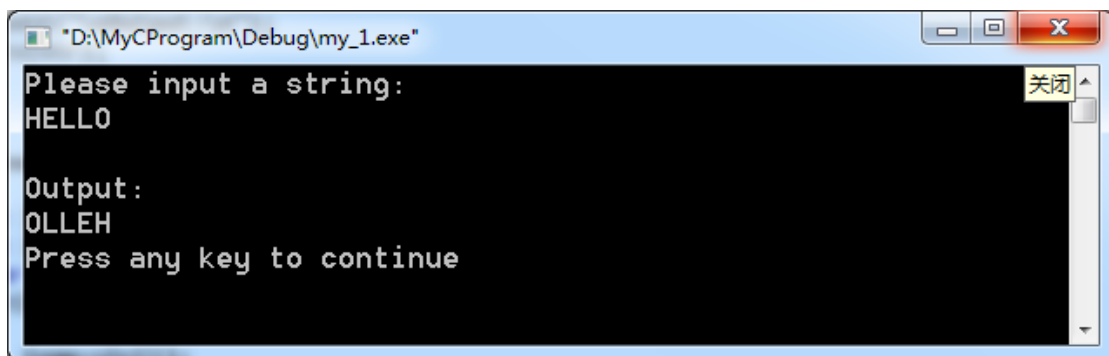 "D:\MyCProgram\Debug\my_1.exe"
Please input a string:
关闭
HELLO
Output:
OLLEH
Press any key to continue